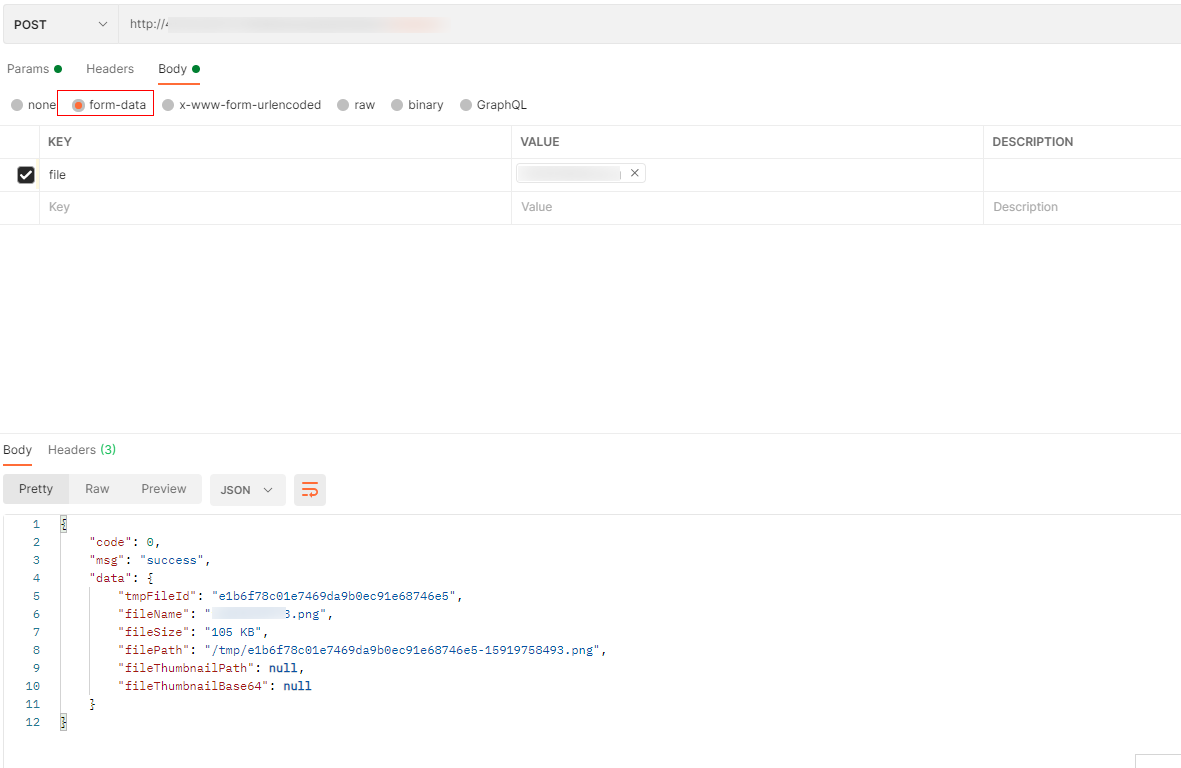 POST http://4
Params Headers Body
none form-data x-www-form-urlencoded raw binary GraphQL
KEY VALUE DESCRIPTION
file
Key Value Description
Body Headers (3)
Pretty Raw Preview JSON
1 {
2 "code": 0,
3 "msg": "success",
4 "data": {
5 "tmpFileId": "e1b6f78c01e7469da9b0ec91e68746e5",
6 "fileName": "3.png",
7 "fileSize": "105 KB",
8 "filePath": "/tmp/e1b6f78c01e7469da9b0ec91e68746e5-15919758493.png",
9 "fileThumbnailPath": null,
10 "fileThumbnailBase64": null
11 }
12 }